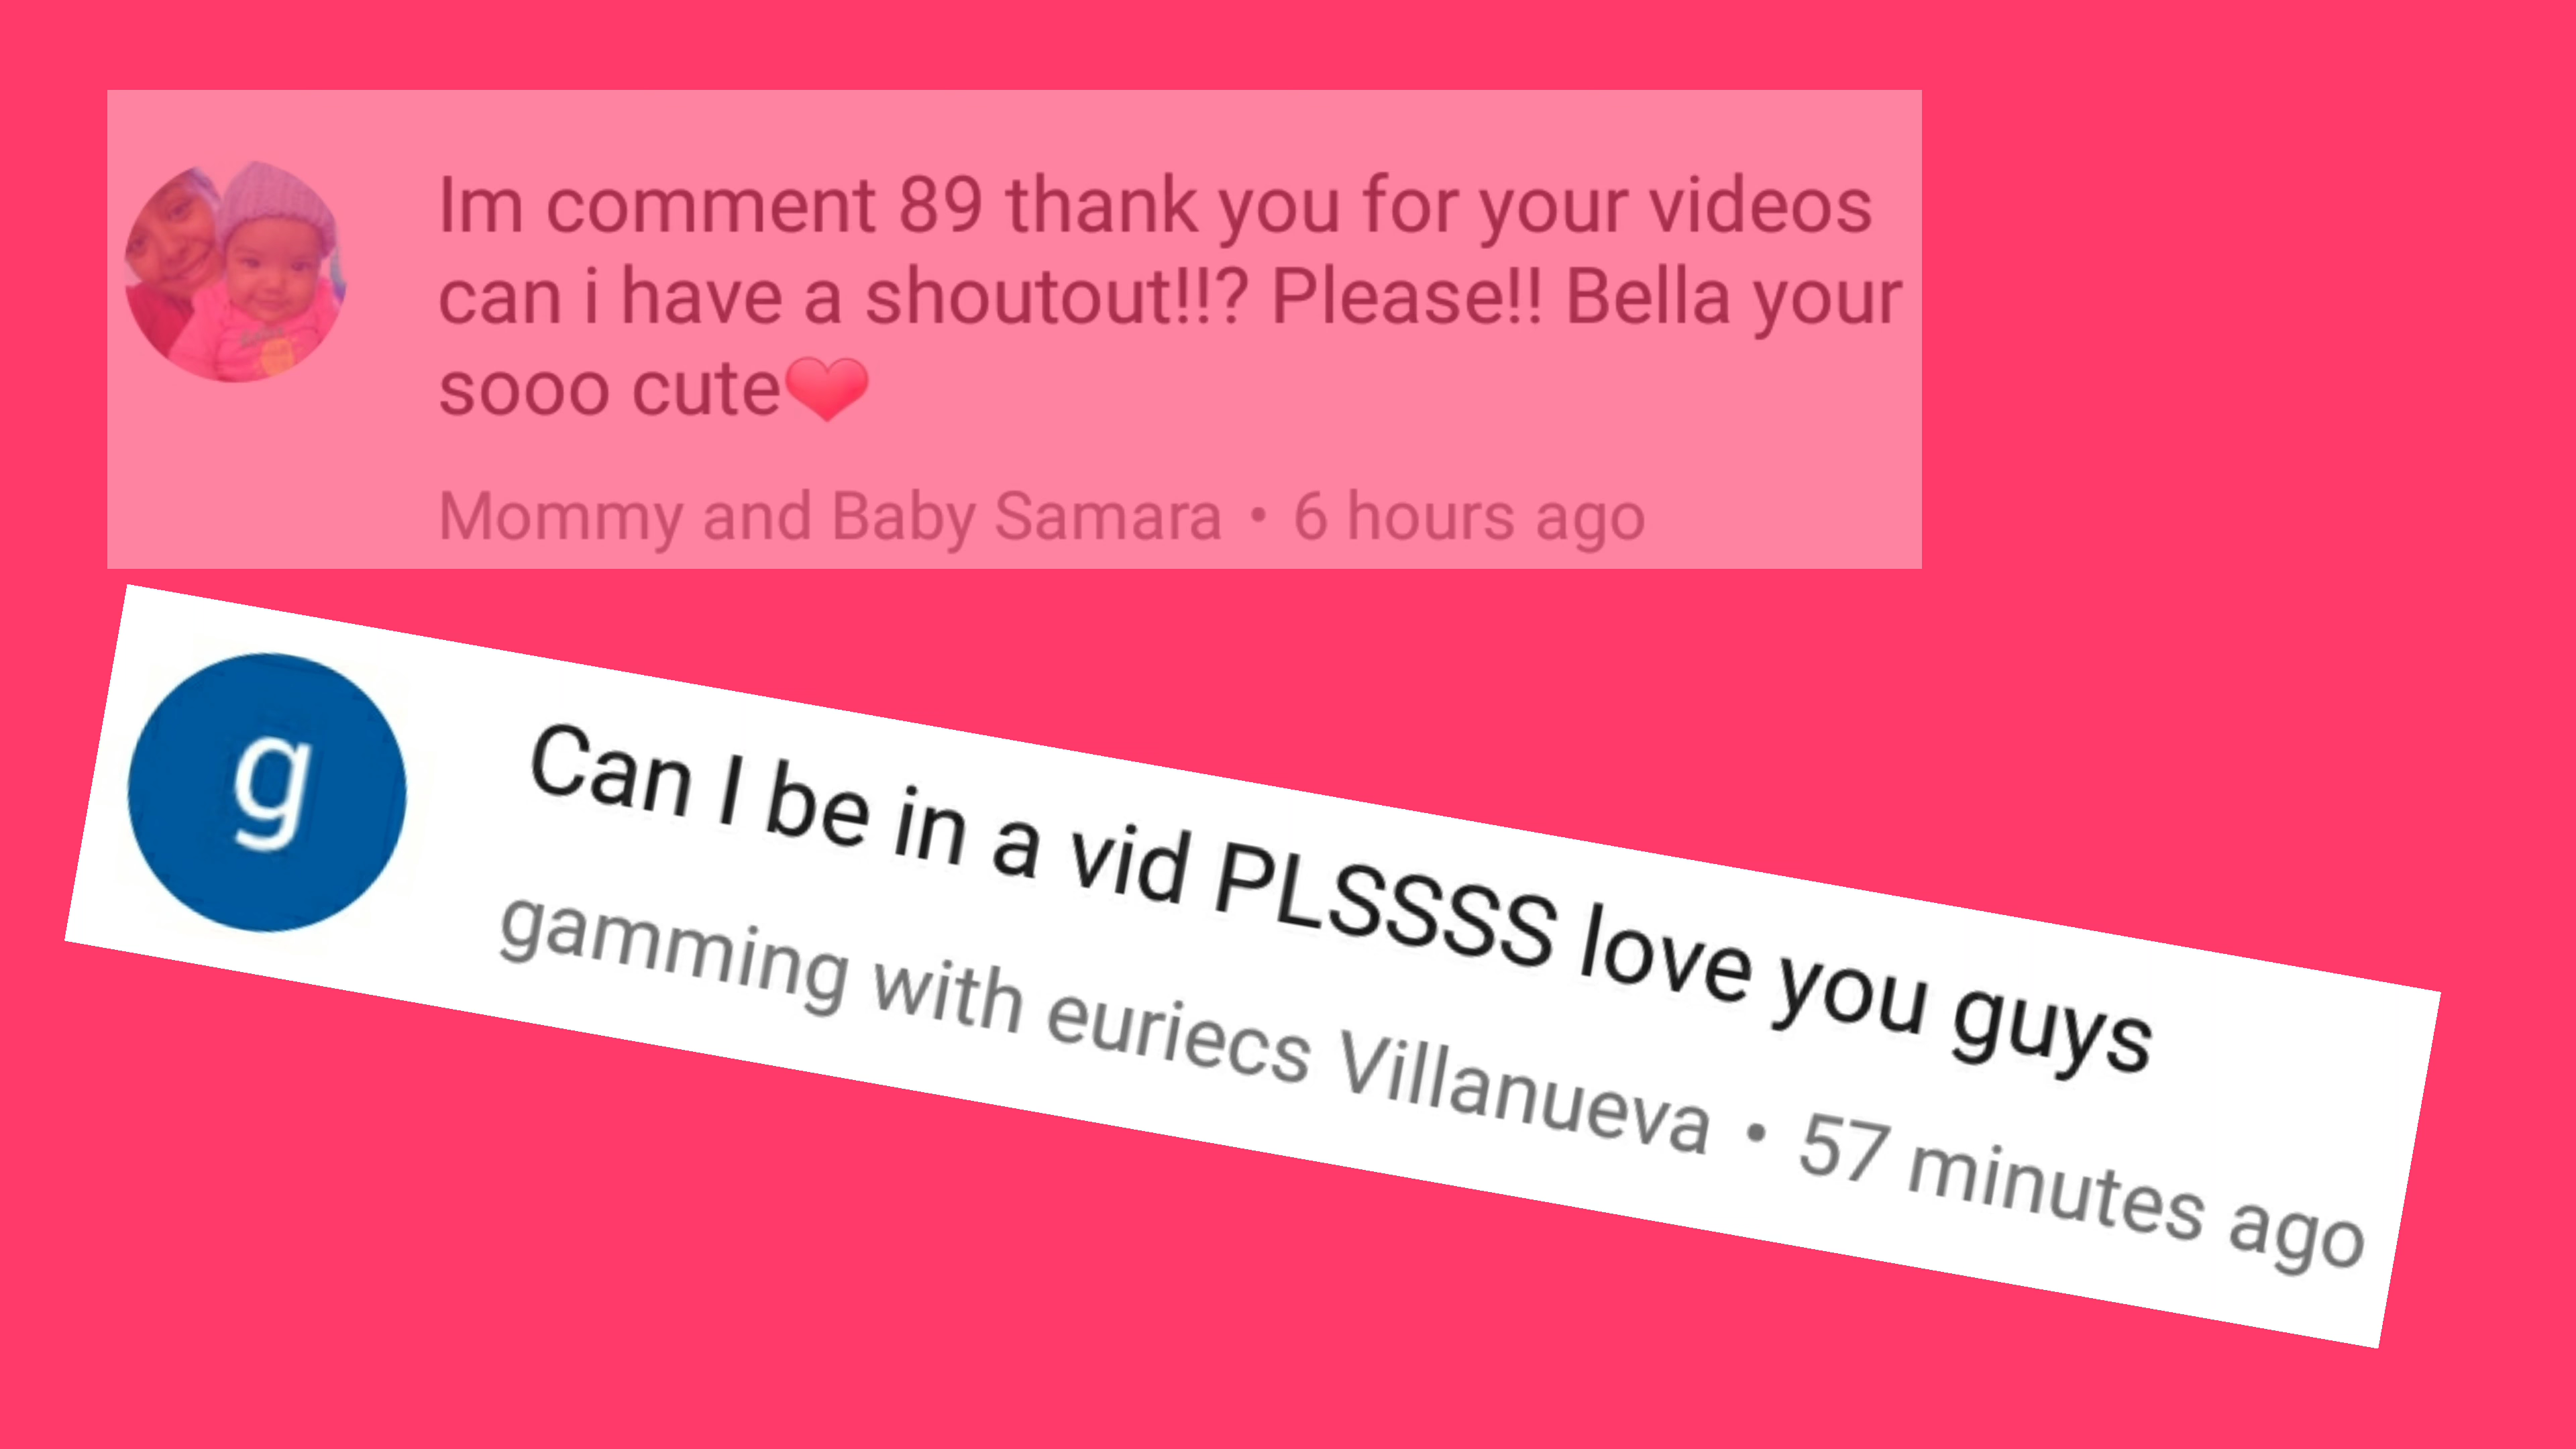 Im comment 89 thank you for your videos
can i have a shoutout!!? Please!! Bella your
sooo cute❤
Mommy and Baby Samara • 6 hours ago
g
Can I be in a vid PLSSSS love you guys
gamming with euriecs Villanueva • 57 minutes ago